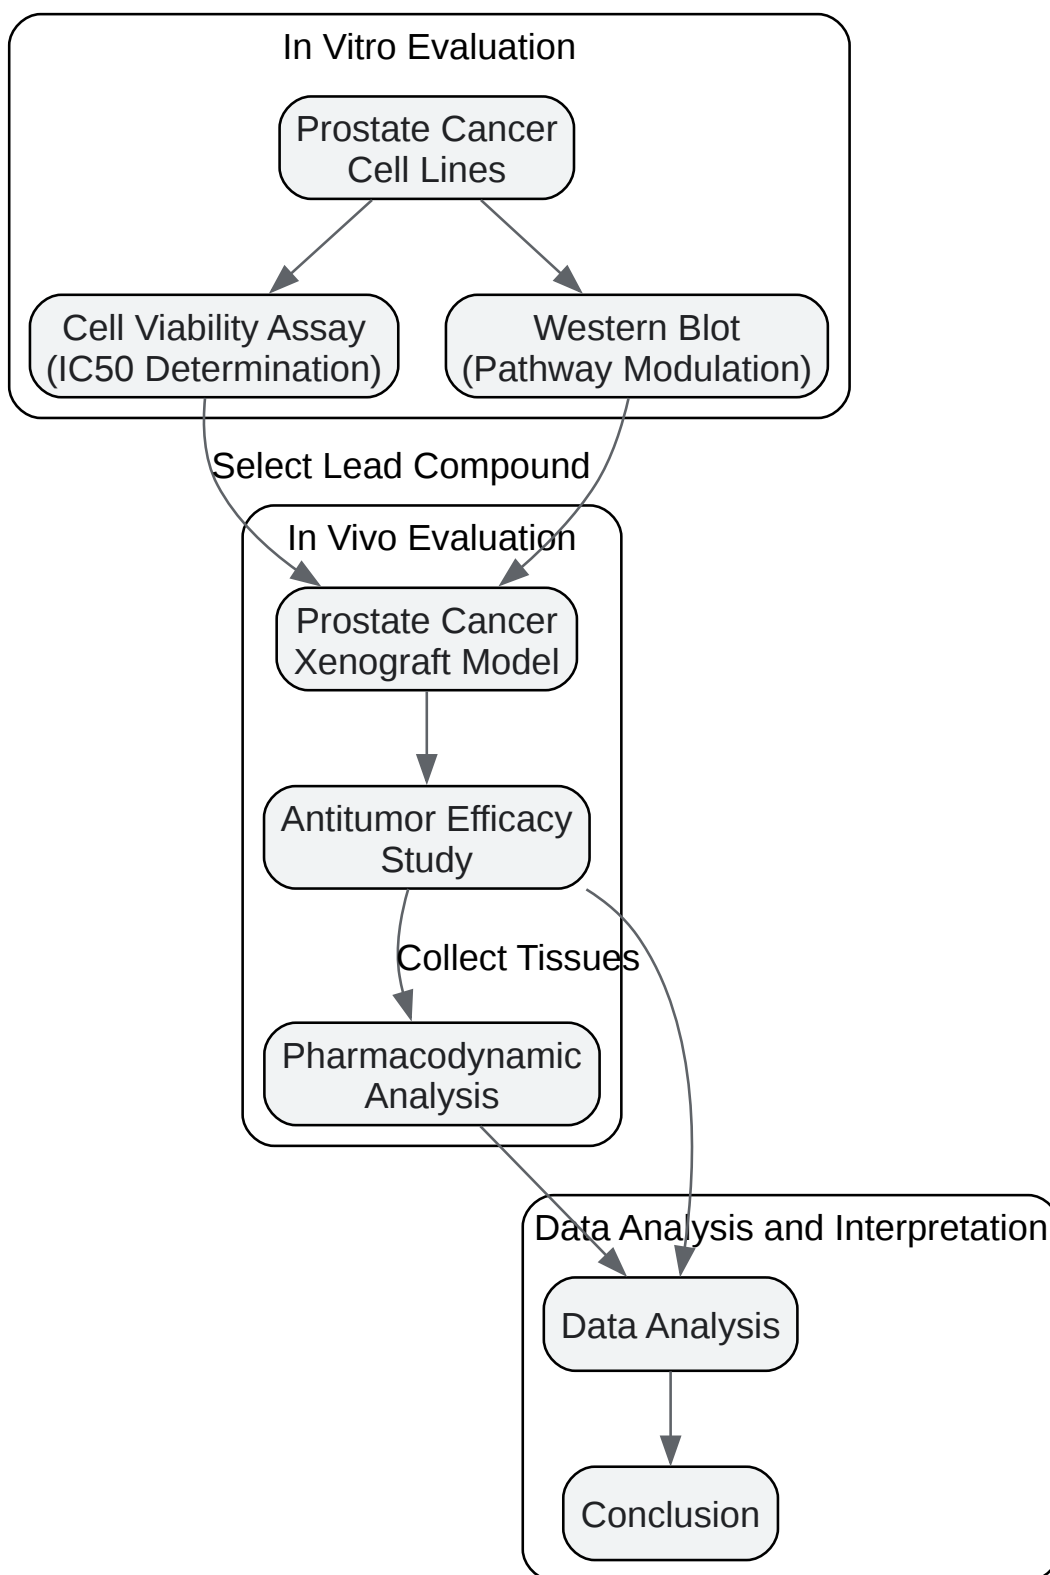 In Vitro Evaluation
Prostate Cancer
Cell Lines
Cell Viability Assay
(IC50 Determination)
Western Blot
(Pathway Modulation)
Select Lead Compound
In Vivo Evaluation
Prostate Cancer
Xenograft Model
Antitumor Efficacy
Study
Collect Tissues
Pharmacodynamic
Analysis
Data Analysis and Interpretation
Data Analysis
Conclusion